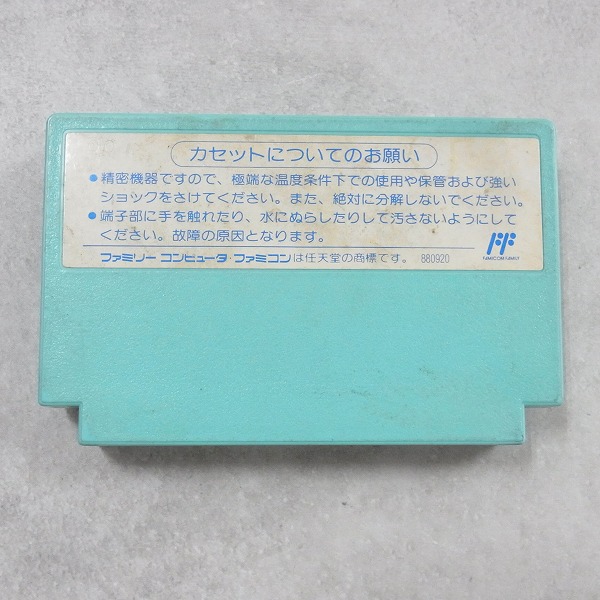 カセットについてのお願い
●精密機器ですので、極端な温度条件下での使用や保管および強い
ショックをさけてください。また、絶対に分解しないでください。
●端子部に手を触れたり、水にぬらしたりして汚さないようにして
ください。故障の原因となります。
FF
FAMICOM FAMILY
ファミリー コンピュータ・ファミコンは任天堂の商標です。 880920